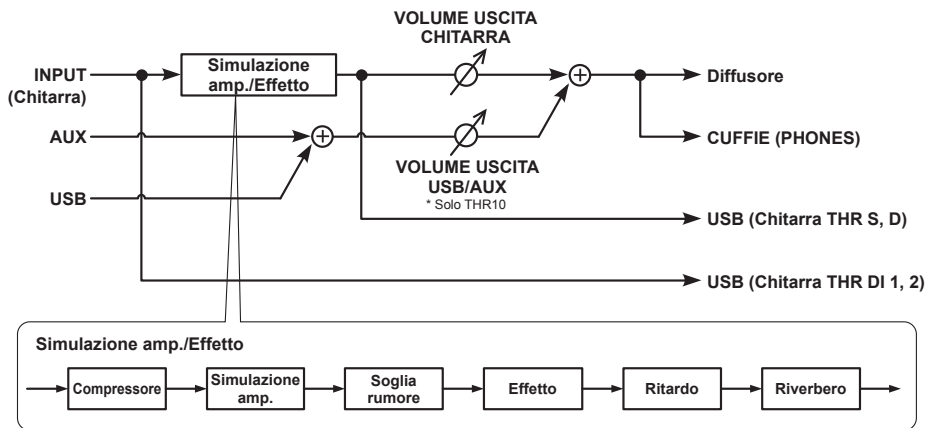 VOLUME USCITA
CHITARRA
INPUT
(Chitarra)
Simulazione
amp./Effetto
Diffusore
AUX
CUFFIE (PHONES)
VOLUME USCITA
USB/AUX
* Solo THR10
USB
USB (Chitarra THR S, D)
USB (Chitarra THR DI 1, 2)
Simulazione amp./Effetto
Compressore
Simulazione
amp.
Soglia
rumore
Effetto
Ritardo
Riverbero